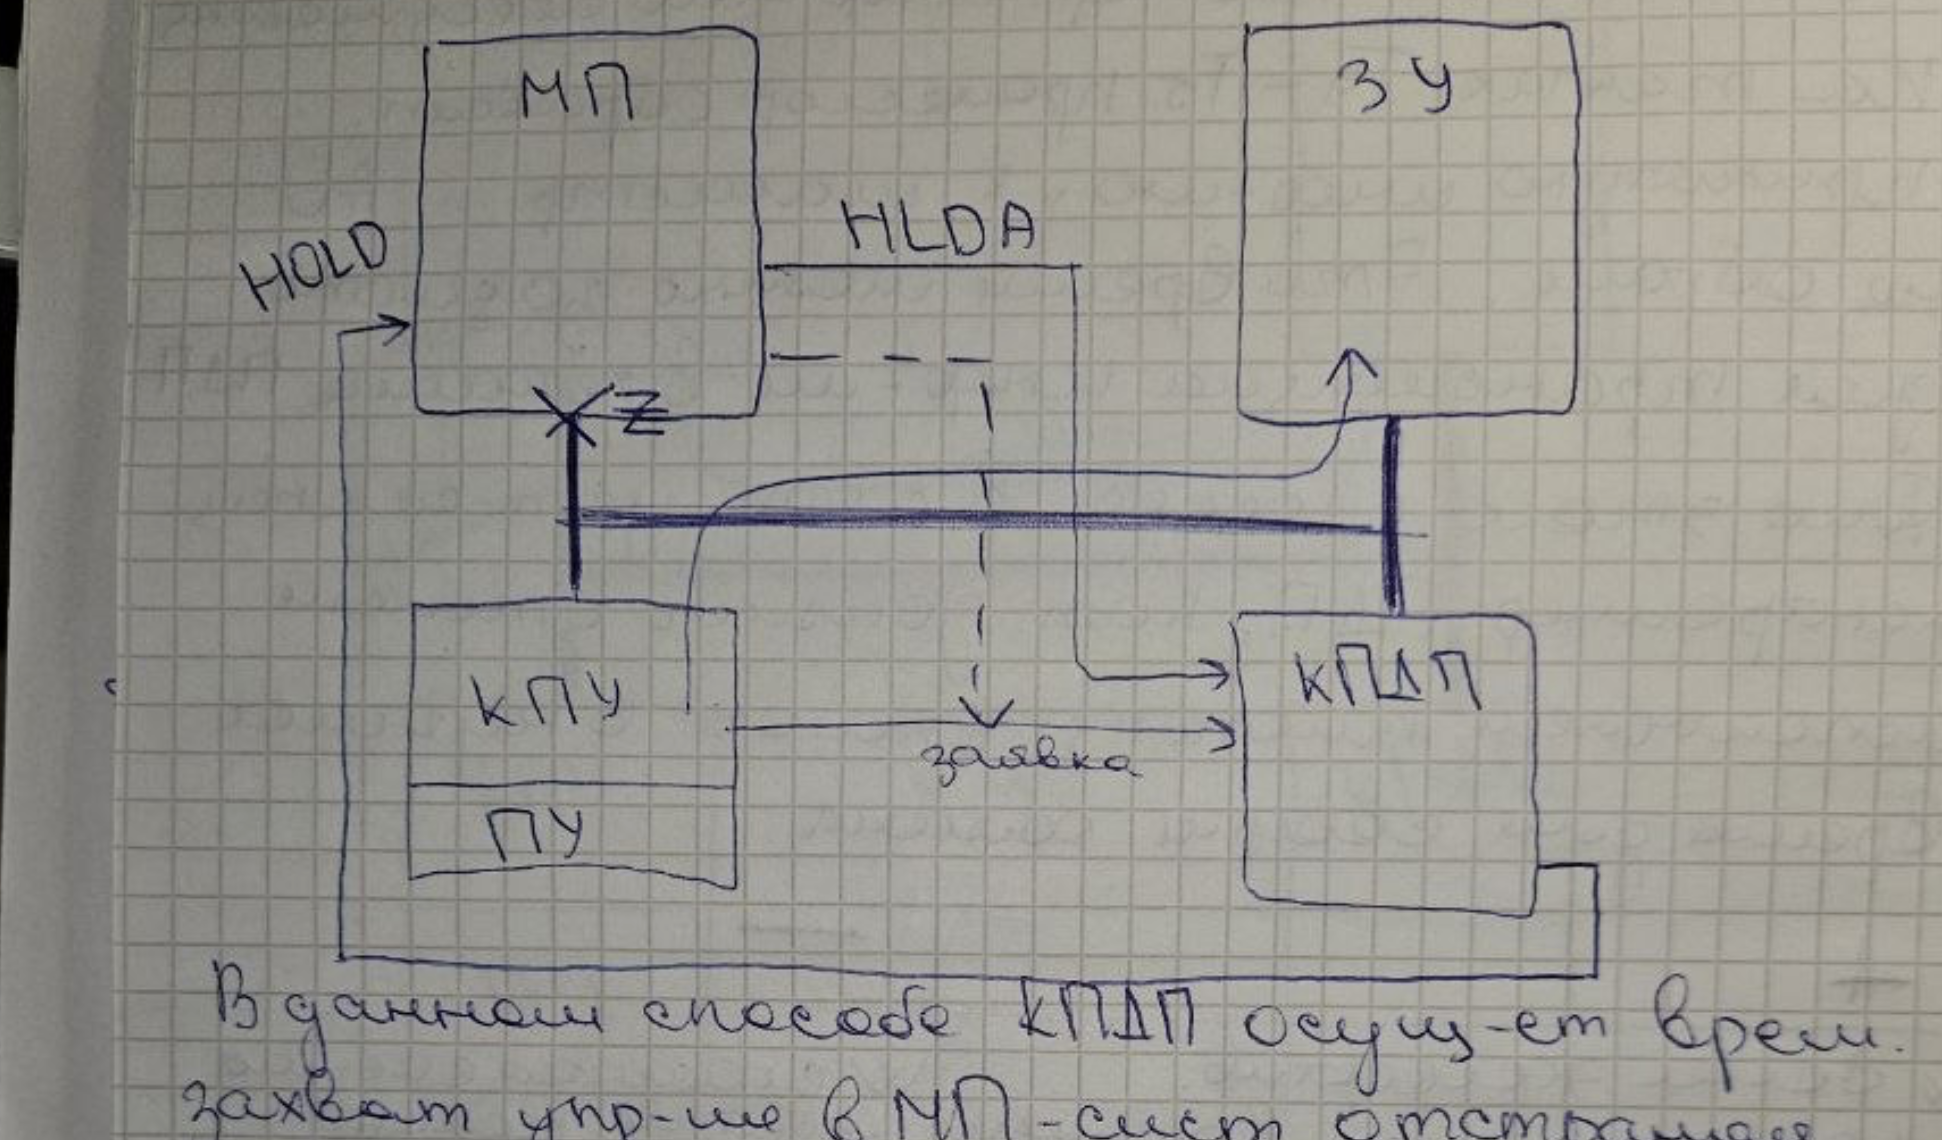 МП
ЗУ
HLDA
HOLD
Z
КПУ
КПДП
заявка
ПУ
В данном способе КПДП осущ-ет врем.
захват упр-ие в МП-сист